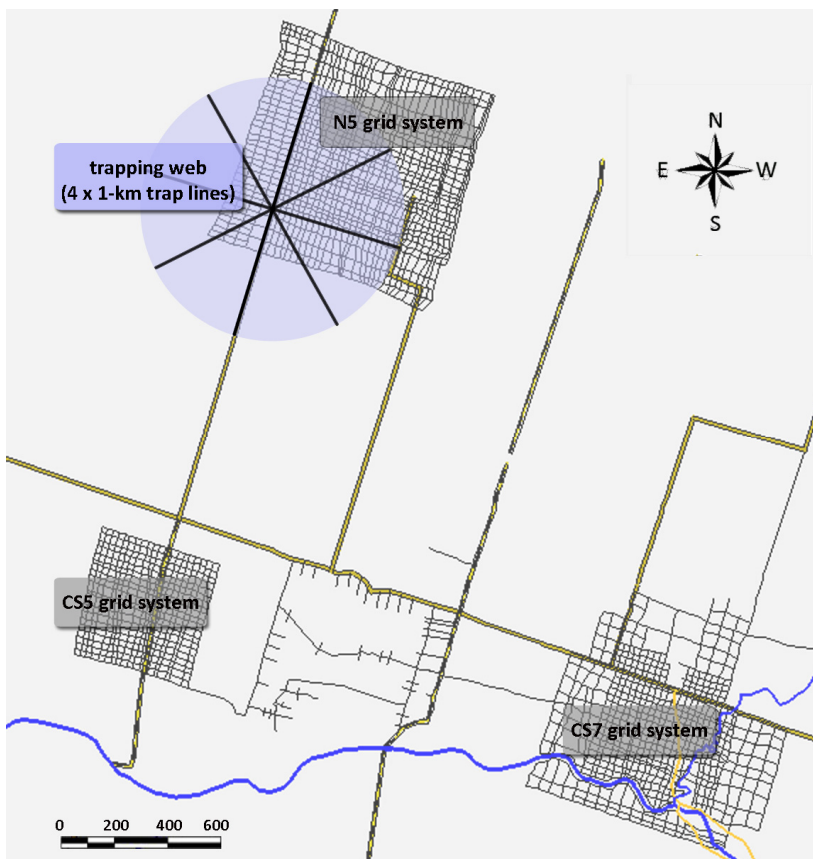 N5 grid system
trapping web
(4 x 1-km trap lines)
N
E W
S
CS5 grid system
CS7 grid system
0 200 400 600